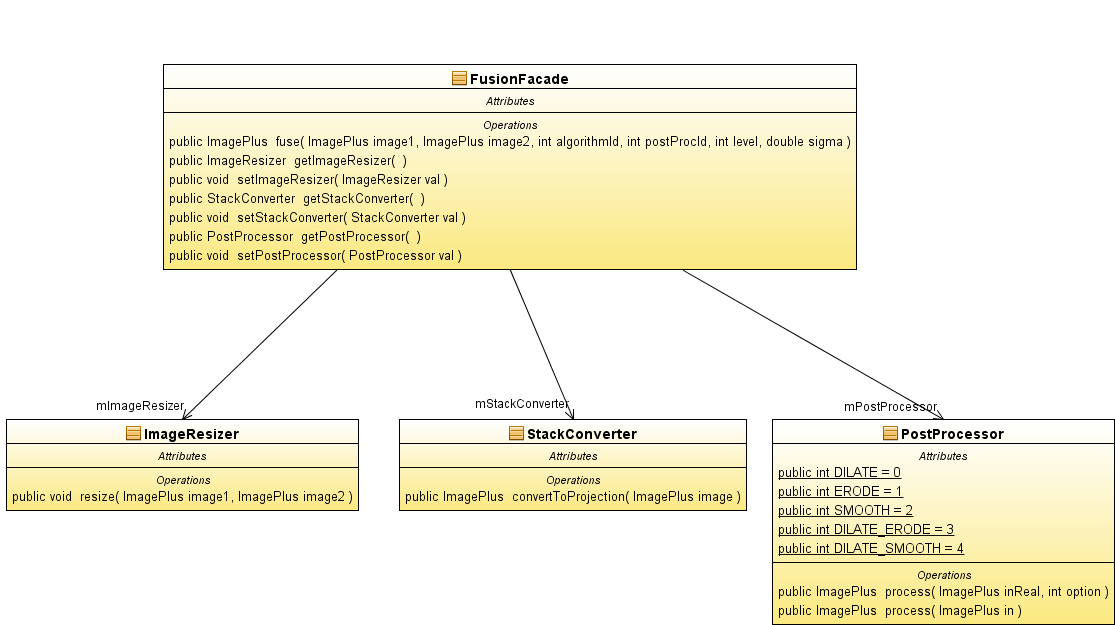 FusionFacade
Attributes
Operations
public ImagePlus fuse( ImagePlus image1, ImagePlus image2, int algorithmId, int postProcId, int level, double sigma )
public ImageResizer getImageResizer( )
public void setImageResizer( ImageResizer val )
public StackConverter getStackConverter( )
public void setStackConverter( StackConverter val )
public PostProcessor getPostProcessor( )
public void setPostProcessor( PostProcessor val )
mImageResizer
mStackConverter
mPostProcessor
ImageResizer
Attributes
Operations
public void resize( ImagePlus image1, ImagePlus image2 )
StackConverter
Attributes
Operations
public ImagePlus convertToProjection( ImagePlus image )
PostProcessor
Attributes
public int DILATE = 0
public int ERODE = 1
public int SMOOTH = 2
public int DILATE_ERODE = 3
public int DILATE_SMOOTH = 4
Operations
public ImagePlus process( ImagePlus inReal, int option )
public ImagePlus process( ImagePlus in )